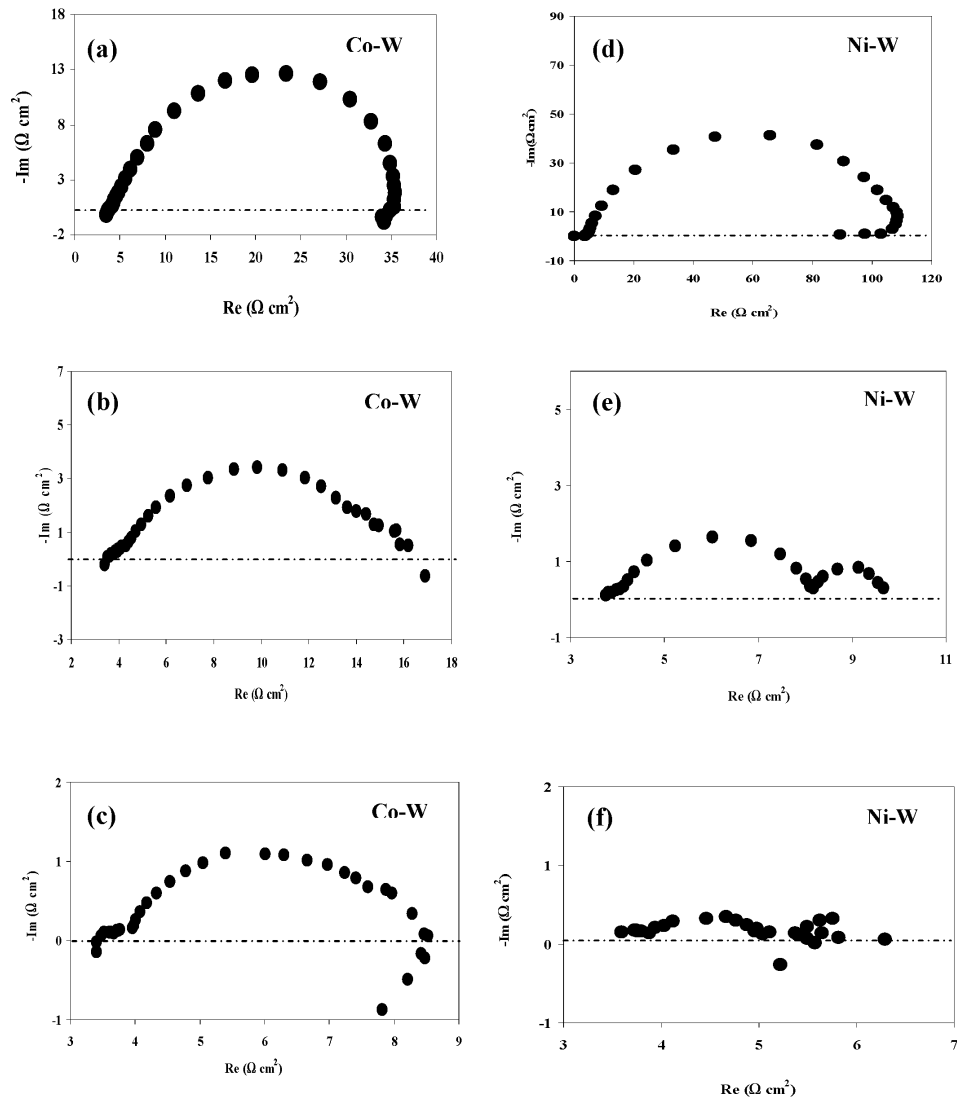 18
13
8
3
-2
-Im (Ω cm²)
(a)
Co-W
0
5
10
15
20
25
30
35
40
Re (Ω cm²)
90
70
50
30
10
-10
-Im(Ωcm²)
(d)
Ni-W
0
20
40
60
80
100
120
Re (Ω cm²)
7
5
3
1
-1
-3
-Im (Ω cm²)
(b)
Co-W
2
4
6
8
10
12
14
16
18
Re (Ω cm²)
5
3
1
-1
-Im (Ω cm²)
(e)
Ni-W
3
5
7
9
11
Re (Ω cm²)
2
1
0
-1
-Im (Ω cm²)
(c)
Co-W
3
4
5
6
7
8
9
Re (Ω cm²)
2
1
0
-1
-Im (Ω cm²)
(f)
Ni-W
3
4
5
6
7
Re (Ω cm²)